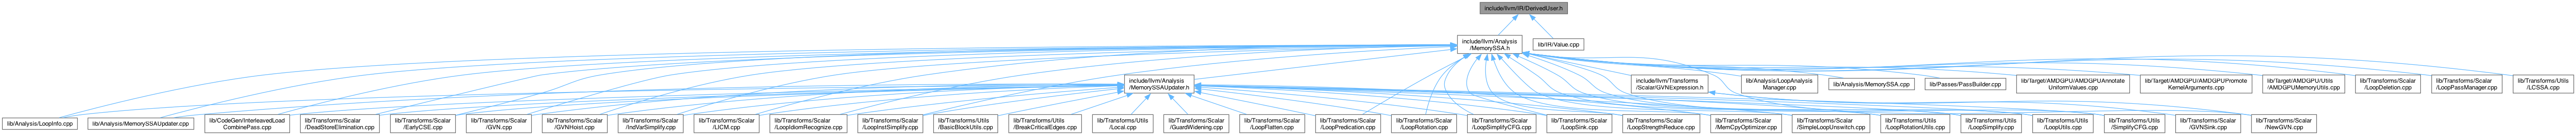 include/llvm/IR/DerivedUser.h
include/llvm/Analysis
/MemorySSA.h
lib/IR/Value.cpp
include/llvm/Analysis
/MemorySSAUpdater.h
include/llvm/Transforms
/Scalar/GVNExpression.h
lib/Analysis/LoopAnalysis
Manager.cpp
lib/Analysis/MemorySSA.cpp
lib/Passes/PassBuilder.cpp
lib/Target/AMDGPU/AMDGPUAnnotate
UniformValues.cpp
lib/Target/AMDGPU/AMDGPUPromote
KernelArguments.cpp
lib/Target/AMDGPU/Utils
/AMDGPUMemoryUtils.cpp
lib/Transforms/Scalar
/LoopDeletion.cpp
lib/Transforms/Scalar
/LoopPassManager.cpp
lib/Transforms/Utils
/LCSSA.cpp
lib/Analysis/LoopInfo.cpp
lib/Analysis/MemorySSAUpdater.cpp
lib/CodeGen/InterleavedLoad
CombinePass.cpp
lib/Transforms/Scalar
/DeadStoreElimination.cpp
lib/Transforms/Scalar
/EarlyCSE.cpp
lib/Transforms/Scalar
/GVN.cpp
lib/Transforms/Scalar
/GVNHoist.cpp
lib/Transforms/Scalar
/IndVarSimplify.cpp
lib/Transforms/Scalar
/LICM.cpp
lib/Transforms/Scalar
/LoopIdiomRecognize.cpp
lib/Transforms/Scalar
/LoopInstSimplify.cpp
lib/Transforms/Utils
/BasicBlockUtils.cpp
lib/Transforms/Utils
/BreakCriticalEdges.cpp
lib/Transforms/Utils
/Local.cpp
lib/Transforms/Scalar
/GuardWidening.cpp
lib/Transforms/Scalar
/LoopFlatten.cpp
lib/Transforms/Scalar
/LoopPredication.cpp
lib/Transforms/Scalar
/LoopRotation.cpp
lib/Transforms/Scalar
/LoopSimplifyCFG.cpp
lib/Transforms/Scalar
/LoopSink.cpp
lib/Transforms/Scalar
/LoopStrengthReduce.cpp
lib/Transforms/Scalar
/MemCpyOptimizer.cpp
lib/Transforms/Scalar
/SimpleLoopUnswitch.cpp
lib/Transforms/Utils
/LoopRotationUtils.cpp
lib/Transforms/Utils
/LoopSimplify.cpp
lib/Transforms/Utils
/LoopUtils.cpp
lib/Transforms/Utils
/SimplifyCFG.cpp
lib/Transforms/Scalar
/GVNSink.cpp
lib/Transforms/Scalar
/NewGVN.cpp